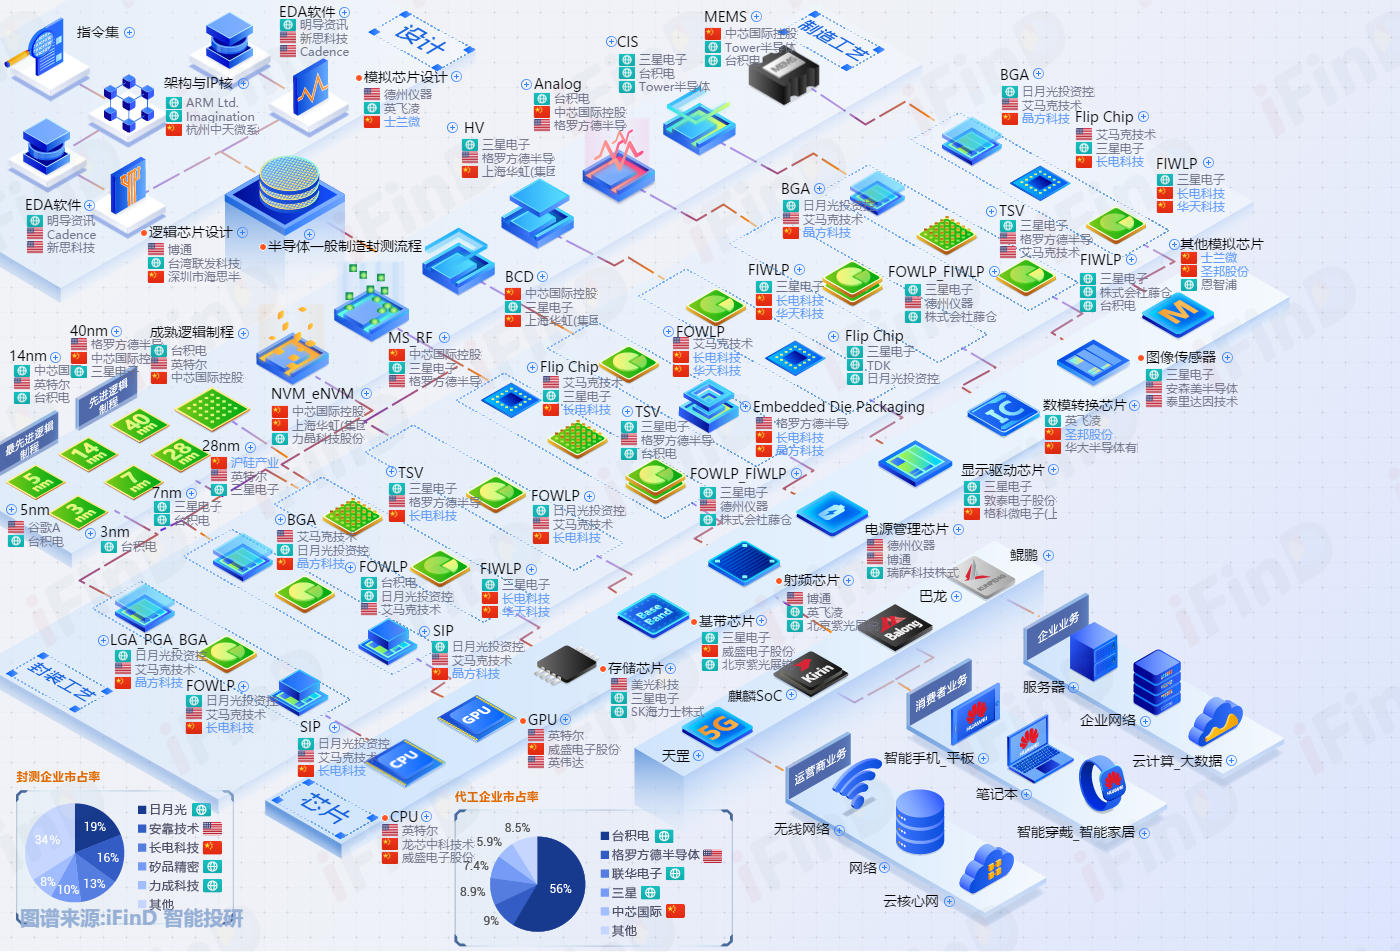 指令集
EDA软件
明导资讯
新思科技
Cadence
设计
架构与IP核
ARM Ltd.
Imagination
杭州中天微系
模拟芯片设计
德州仪器
英飞凌
士兰微
EDA软件
明导资讯
Cadence
新思科技
逻辑芯片设计
博通
台湾联发科技
深圳市海思半
半导体一般制造封测流程
HV
三星电子
格罗方德半导
上海华虹(集团
Analog
台积电
中芯国际控股
格罗方德半导
CIS
三星电子
台积电
Tower半导体
MEMS
中芯国际控股
Tower半导体
台积电
制造工艺
MEMS
BCD
中芯国际控股
三星电子
上海华虹(集团
MS_RF
中芯国际控股
三星电子
格罗方德半导
NVM_eNVM
中芯国际控股
上海华虹(集团
力晶科技股份
成熟逻辑制程
台积电
英特尔
中芯国际控股
40nm
格罗方德半导
中芯国际控
三星电
14nm
中芯国
英特尔
台积电
28nm
沪硅产业
英特尔
三星电子
7nm
三星电子
台积电
5nm
谷歌A
台积电
3nm
台积电
先进逻辑
制程
最先进逻辑
制程
40
nm
14
nm
28
nm
5
nm
7
nm
3
nm
BGA
日月光投资控
艾马克技术
晶方科技
Flip Chip
艾马克技术
三星电子
长电科技
FIWLP
三星电子
长电科技
华天科技
BGA
日月光投资控
艾马克技术
晶方科技
TSV
三星电子
格罗方德半导
艾马克技术
FIWLP
三星电子
株式会社藤仓
台积电
其他模拟芯片
士兰微
圣邦股份
恩智浦
FIWLP
三星电子
长电科技
华天科技
FOWLP_FIWLP
三星电子
德州仪器
株式会社藤仓
FOWLP
艾马克技术
长电科技
华天科技
Flip Chip
三星电子
TDK
日月光投资控
Flip Chip
艾马克技术
三星电子
长电科技
TSV
三星电子
格罗方德半导
台积电
Embedded Die Packaging
格罗方德半导
长电科技
晶方科技
FOWLP_FIWLP
三星电子
德州仪器
株式会社藤仓
TSV
三星电子
格罗方德半导
长电科技
FOWLP
日月光投资控
艾马克技术
长电科技
BGA
艾马克技术
日月光投资控
晶方科技
FOWLP
台积电
日月光投资控
艾马克技术
FIWLP
三星电子
长电科技
华天科技
SIP
日月光投资控
艾马克技术
晶方科技
LGA_PGA_BGA
日月光投资控
艾马克技术
晶方科技
FOWLP
日月光投资控
艾马克技术
长电科技
SIP
日月光投资控
艾马克技术
长电科技
封装工艺
芯片
M
图像传感器
三星电子
安森美半导体
泰里达因技术
IC
数模转换芯片
英飞凌
圣邦股份
华大半导体有
显示驱动芯片
三星电子
敦泰电子股份
格科微电子(上
电源管理芯片
德州仪器
博通
瑞萨科技株式
射频芯片
博通
英飞凌
北京紫光展
Base
Band
基带芯片
三星电子
威盛电子股份
北京紫光展锐
存储芯片
美光科技
三星电子
SK海力士株式
GPU
GPU
英特尔
威盛电子股份
英伟达
CPU
CPU
英特尔
龙芯中科技术
威盛电子股份
鲲鹏
KUNPENG
巴龙
Balong
麒麟SoC
Kirin
5G
天罡
企业业务
服务器
企业网络
云计算_大数据
消费者业务
HUAWEI
智能手机_平板
HUAWEI
笔记本
HUAWEI
智能穿戴_智能家居
运营商业务
无线网络
网络
云核心网
封测企业市占率
19%
16%
13%
10%
8%
34%
日月光
安靠技术
长电科技
矽品精密
力成科技
其他
图谱来源:iFinD 智能投研
代工企业市占率
56%
9%
8.9%
7.4%
5.9%
8.5%
台积电
格罗方德半导体
联华电子
三星
中芯国际
其他